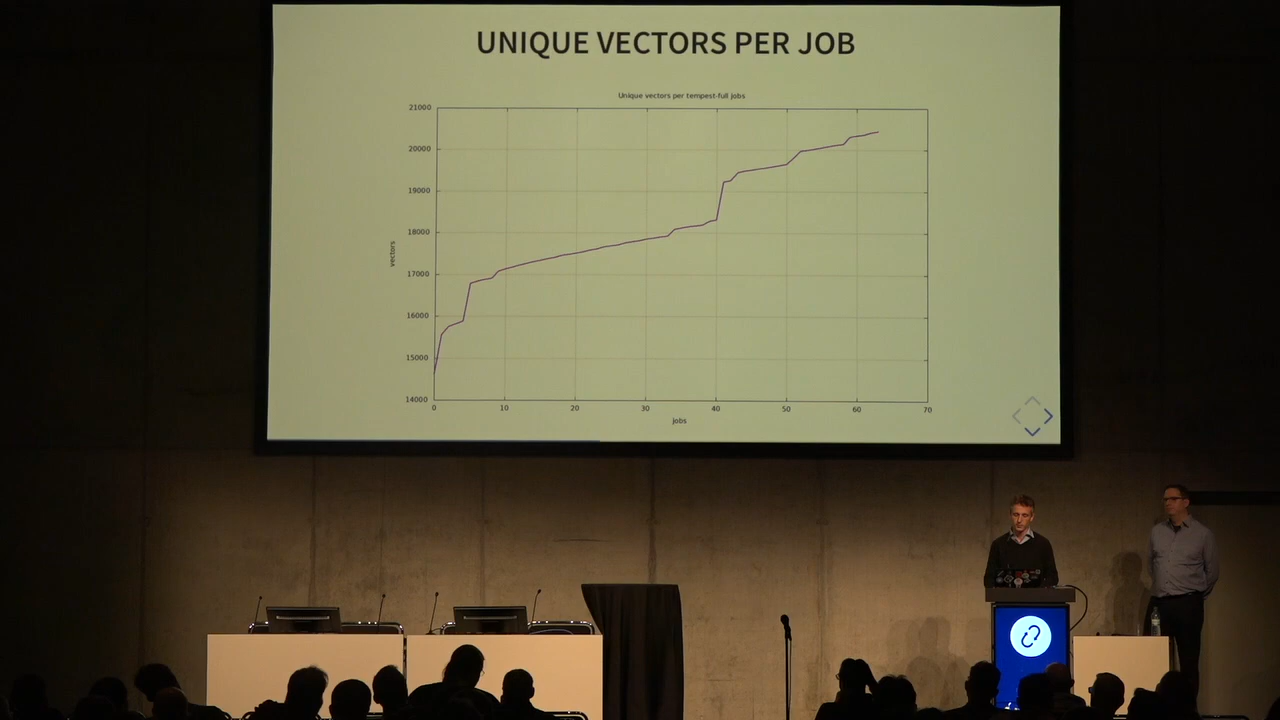 UNIQUE VECTORS PER JOB
Unique vectors per tempest-full jobs
21000
20000
19000
18000
17000
16000
15000
14000
vectors
0 10 20 30 40 50 60 70
jobs